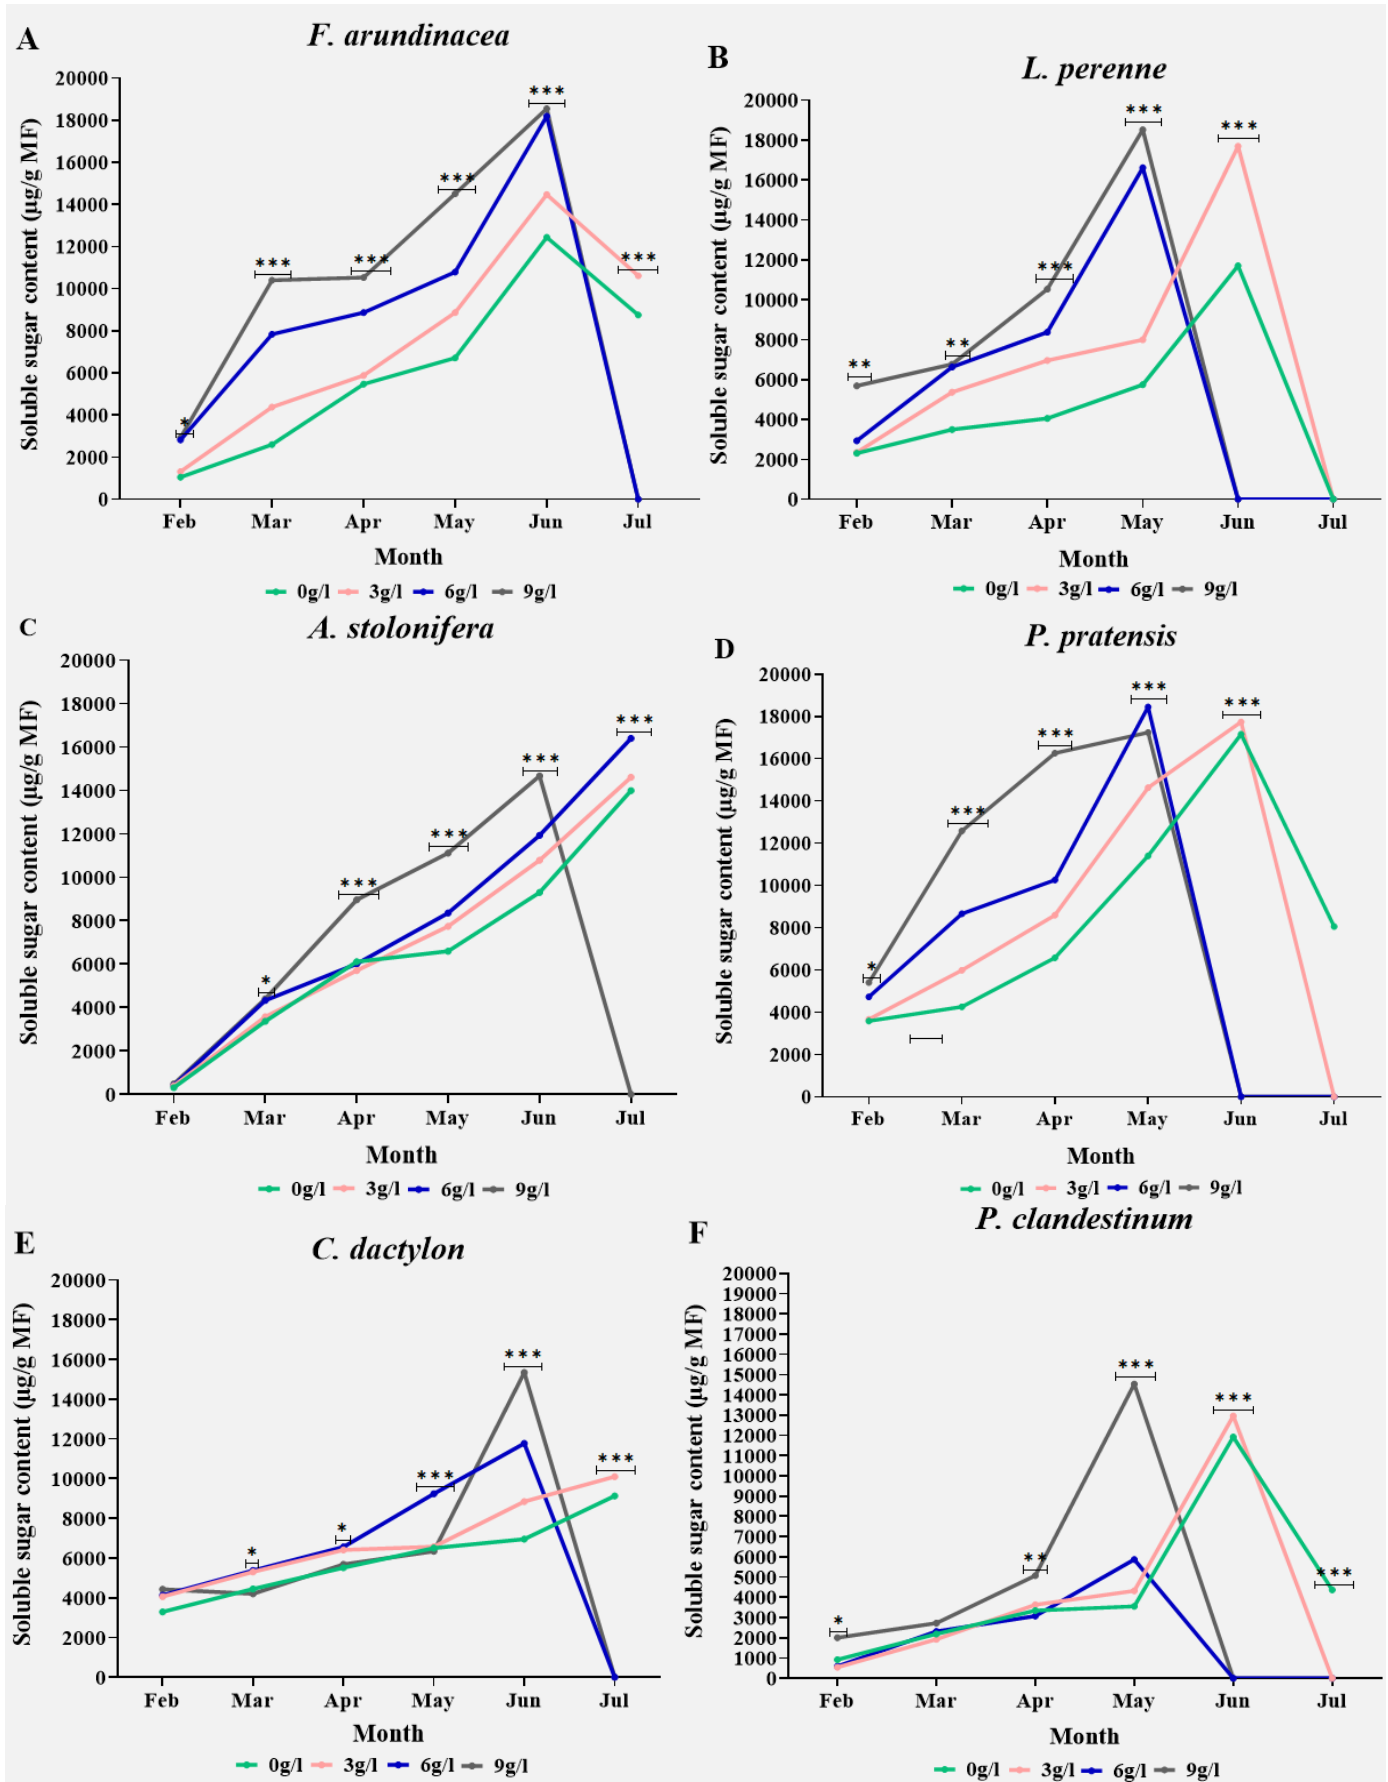 A
F. arundinacea
Soluble sugar content (µg/g MF)
20000
18000
16000
14000
12000
10000
8000
6000
4000
2000
0
*
***
***
***
***
***
Feb Mar Apr May Jun Jul
Month
0g/l 3g/l 6g/l 9g/l
B
L. perenne
Soluble sugar content (µg/g MF)
20000
18000
16000
14000
12000
10000
8000
6000
4000
2000
0
**
**
***
***
***
Feb Mar Apr May Jun Jul
Month
0g/l 3g/l 6g/l 9g/l
C
A. stolonifera
Soluble sugar content (µg/g MF)
20000
18000
16000
14000
12000
10000
8000
6000
4000
2000
0
*
***
***
***
***
Feb Mar Apr May Jun Jul
Month
0g/l 3g/l 6g/l 9g/l
D
P. pratensis
Soluble sugar content (µg/g MF)
20000
18000
16000
14000
12000
10000
8000
6000
4000
2000
0
*
***
***
***
***
Feb Mar Apr May Jun Jul
Month
0g/l 3g/l 6g/l 9g/l
E
C. dactylon
Soluble sugar content (µg/g MF)
20000
18000
16000
14000
12000
10000
8000
6000
4000
2000
0
*
*
***
***
***
Feb Mar Apr May Jun Jul
Month
0g/l 3g/l 6g/l 9g/l
F
P. clandestinum
Soluble sugar content (µg/g MF)
20000
19000
18000
17000
16000
15000
14000
13000
12000
11000
10000
9000
8000
7000
6000
5000
4000
3000
2000
1000
0
*
**
***
***
***
Feb Mar Apr May Jun Jul
Month
0g/l 3g/l 6g/l 9g/l